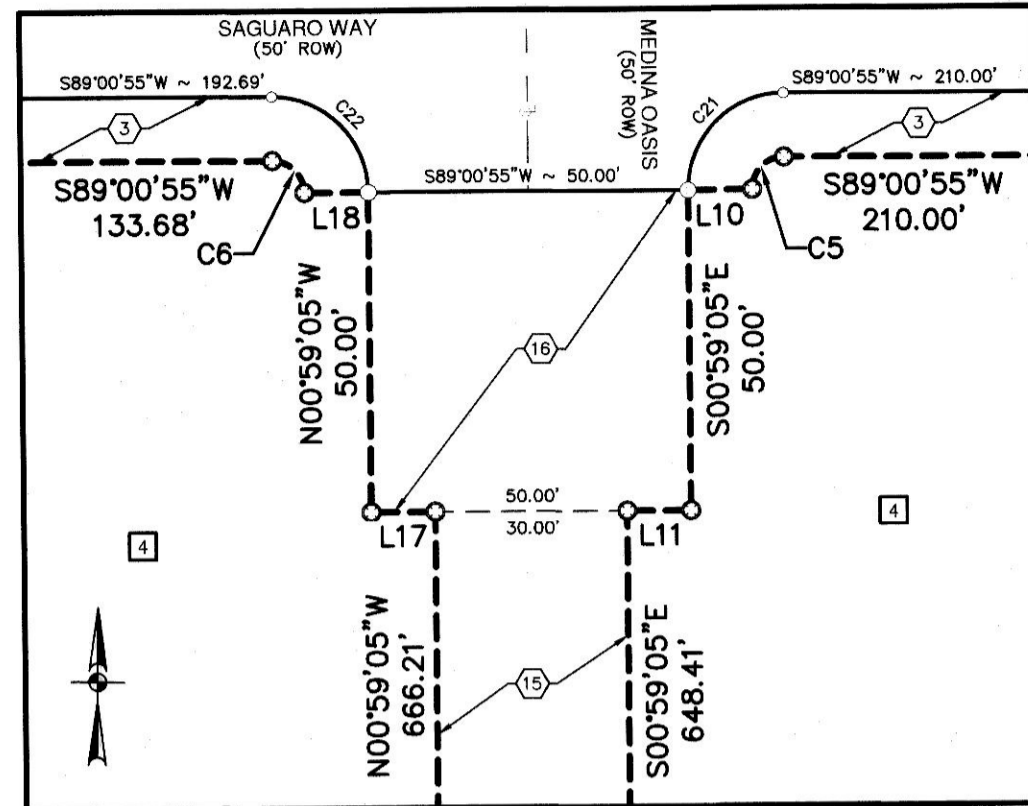 SAGUARO WAY
(50' ROW)
MEDINA OASIS
(50' ROW)
S89°00'55"W ~ 192.69'
S89°00'55"W ~ 210.00'
C22
C21
3
3
S89°00'55"W ~ 50.00'
S89°00'55"W
133.68'
L18
L10
S89°00'55"W
210.00'
C6
C5
N00°59'05"W
50.00'
16
S00°59'05"E
50.00'
50.00'
30.00'
L17
L11
4
4
N00°59'05"W
666.21'
15
S00°59'05"E
648.41'